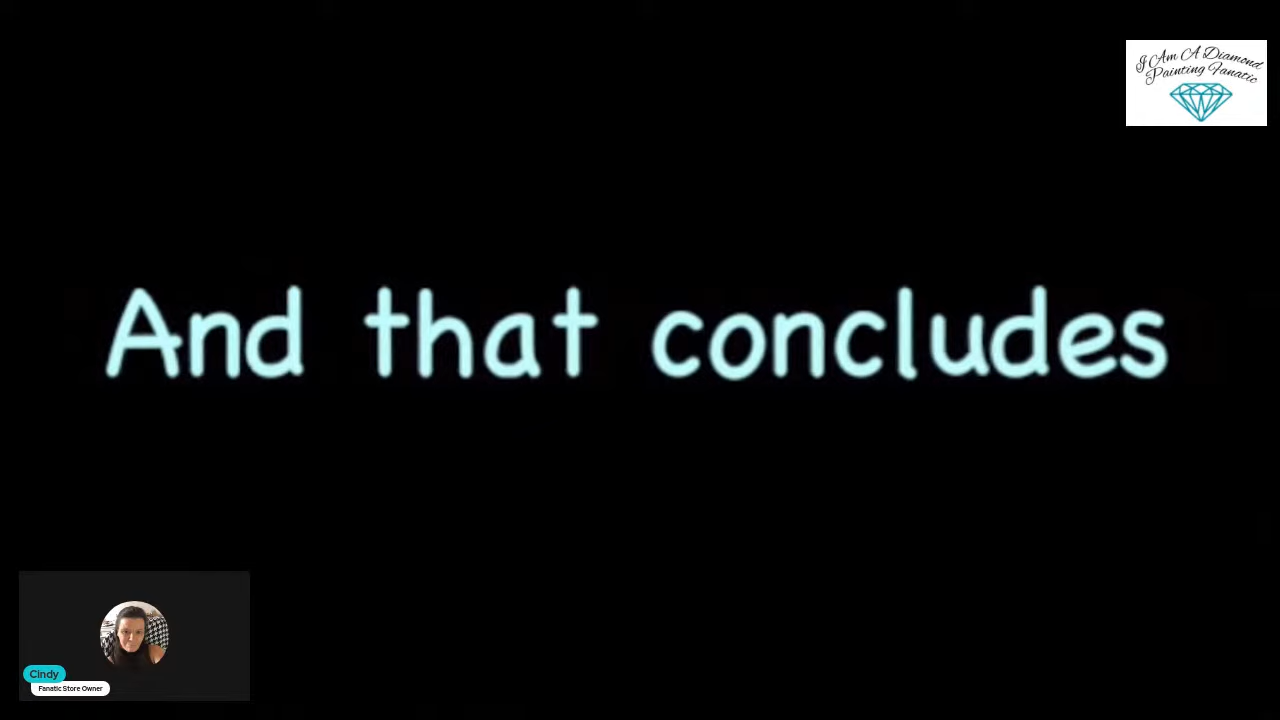 I Am A Diamond
Painting Fanatic
And that concludes
Cindy
Fanatic Store Owner